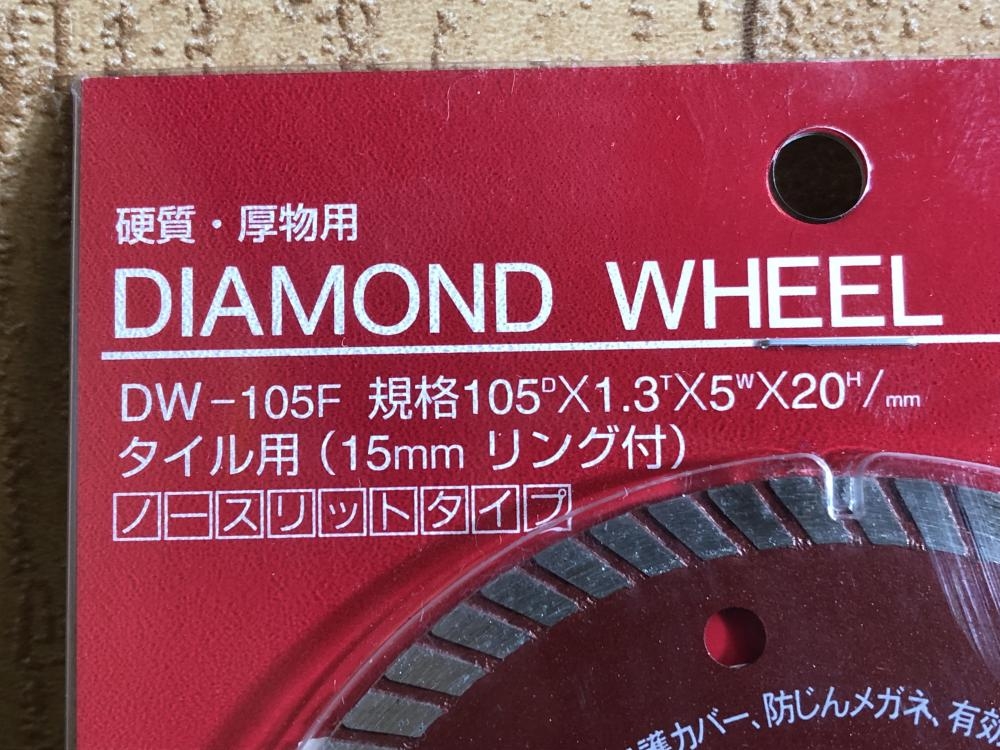 硬質・厚物用
DIAMOND WHEEL
DW-105F 規格105ᴰX1.3ᵀX5ᵂX20ᴴ/mm
タイル用（15mm リング付）
ノースリットタイプ
護カバー、防じんメガネ、有効